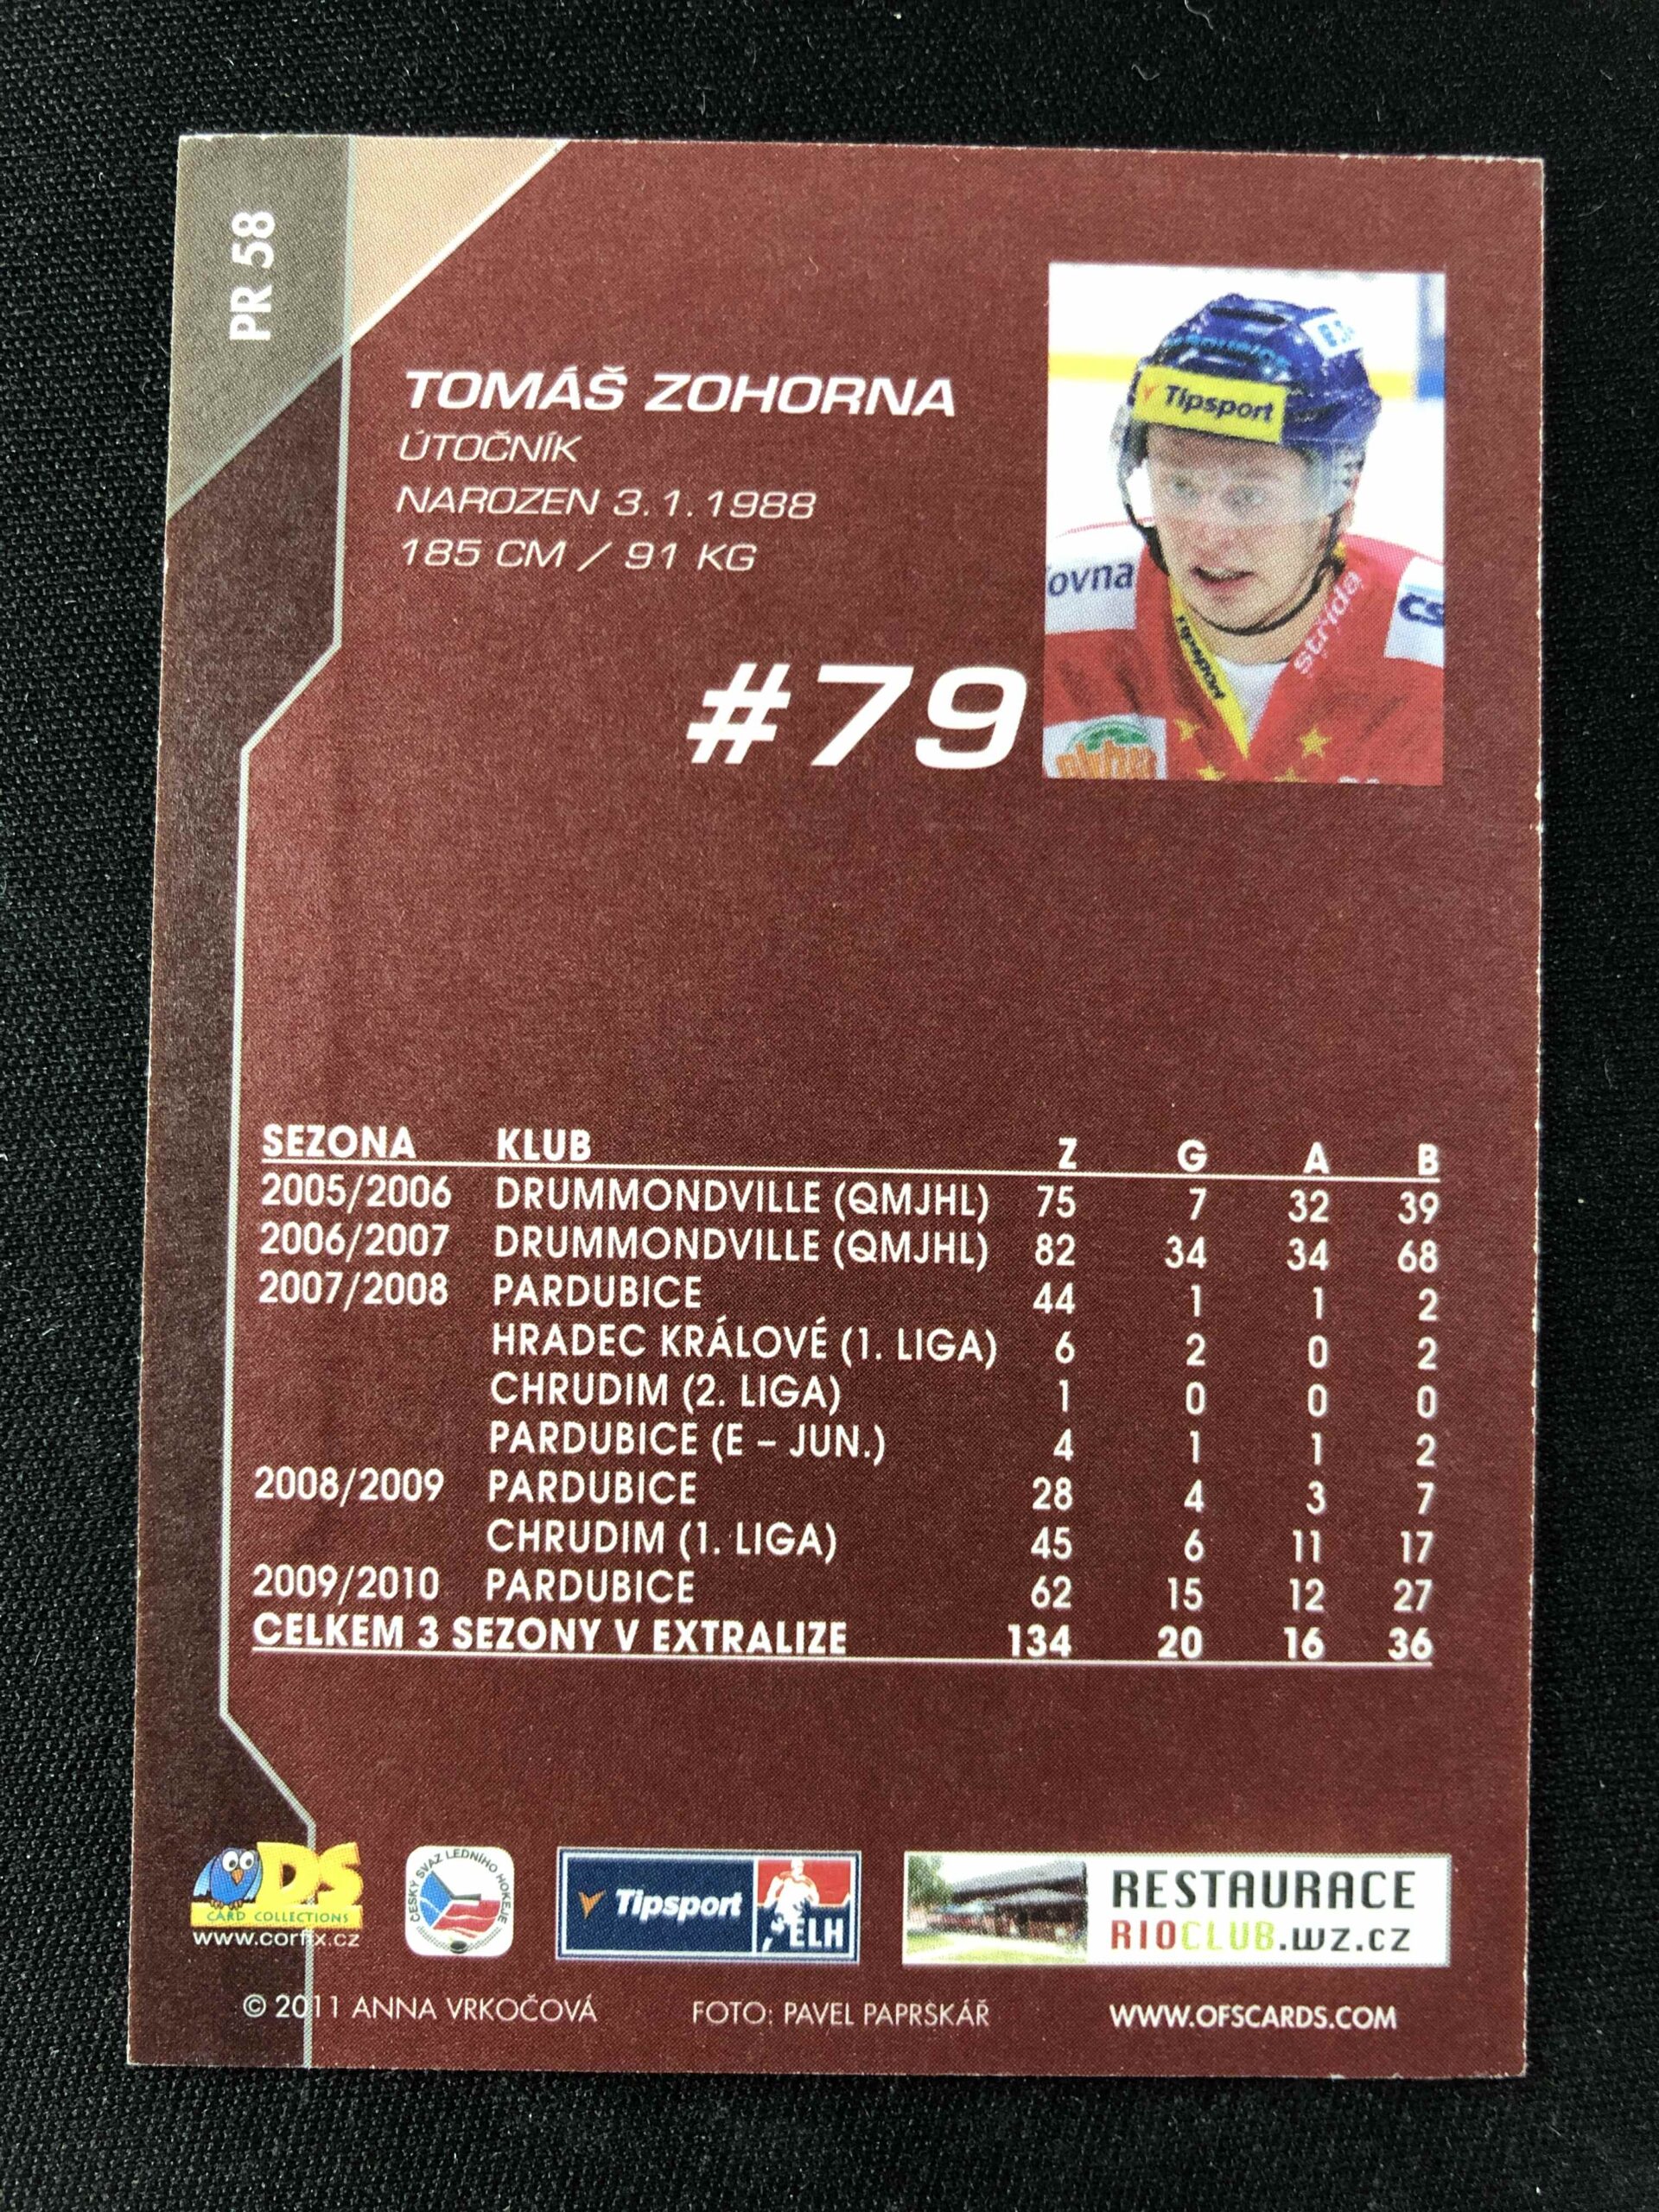 PR 58
TOMÁŠ ZOHORNA
ÚTOČNÍK
NAROZEN 3.1.1988
185 CM / 91 KG
#79
Tipsport
ovna
Tipsport
střída
ČS
SEZONA KLUB Z G A B
2005/2006 DRUMMONDVILLE (QMJHL) 75 7 32 39
2006/2007 DRUMMONDVILLE (QMJHL) 82 34 34 68
2007/2008 PARDUBICE 44 1 1 2
HRADEC KRÁLOVÉ (1. LIGA) 6 2 0 2
CHRUDIM (2. LIGA) 1 0 0 0
PARDUBICE (E – JUN.) 4 1 1 2
2008/2009 PARDUBICE 28 4 3 7
CHRUDIM (1. LIGA) 45 6 11 17
2009/2010 PARDUBICE 62 15 12 27
CELKEM 3 SEZONY V EXTRALIZE 134 20 16 36
DS
CARD COLLECTIONS
www.corfix.cz
ČESKÝ SVAZ LEDNÍHO HOKEJE
Tipsport
ELH
RESTAURACE
RIOCLUB.WZ.CZ
© 2011 ANNA VRKOČOVÁ FOTO: PAVEL PAPRSKÁŘ WWW.OFSCARDS.COM